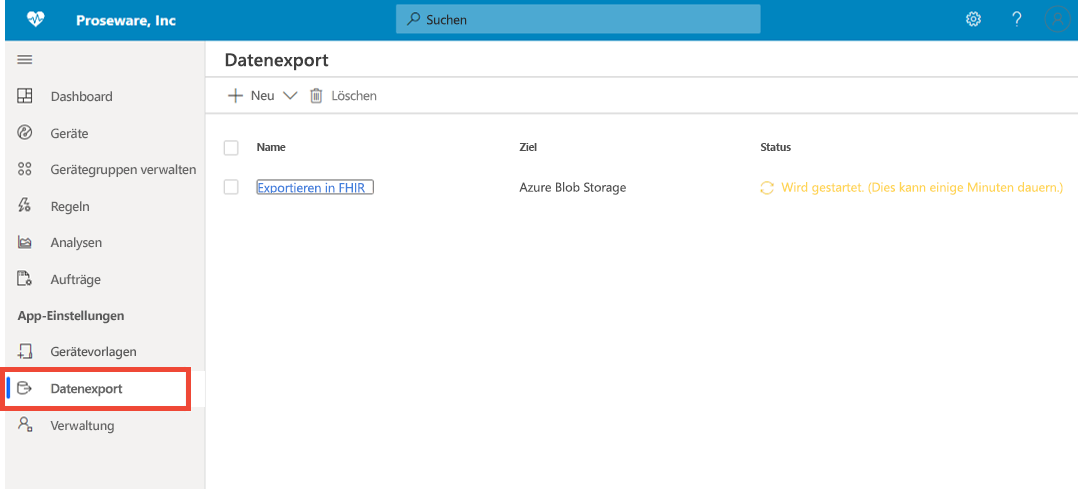 Proseware, Inc
Suchen
?
Datenexport
Neu
Löschen
Dashboard
Geräte
Gerätegruppen verwalten
Regeln
Analysen
Aufträge
App-Einstellungen
Gerätevorlagen
Datenexport
Verwaltung
Name Ziel Status
Exportieren in FHIR Azure Blob Storage Wird gestartet. (Dies kann einige Minuten dauern.)